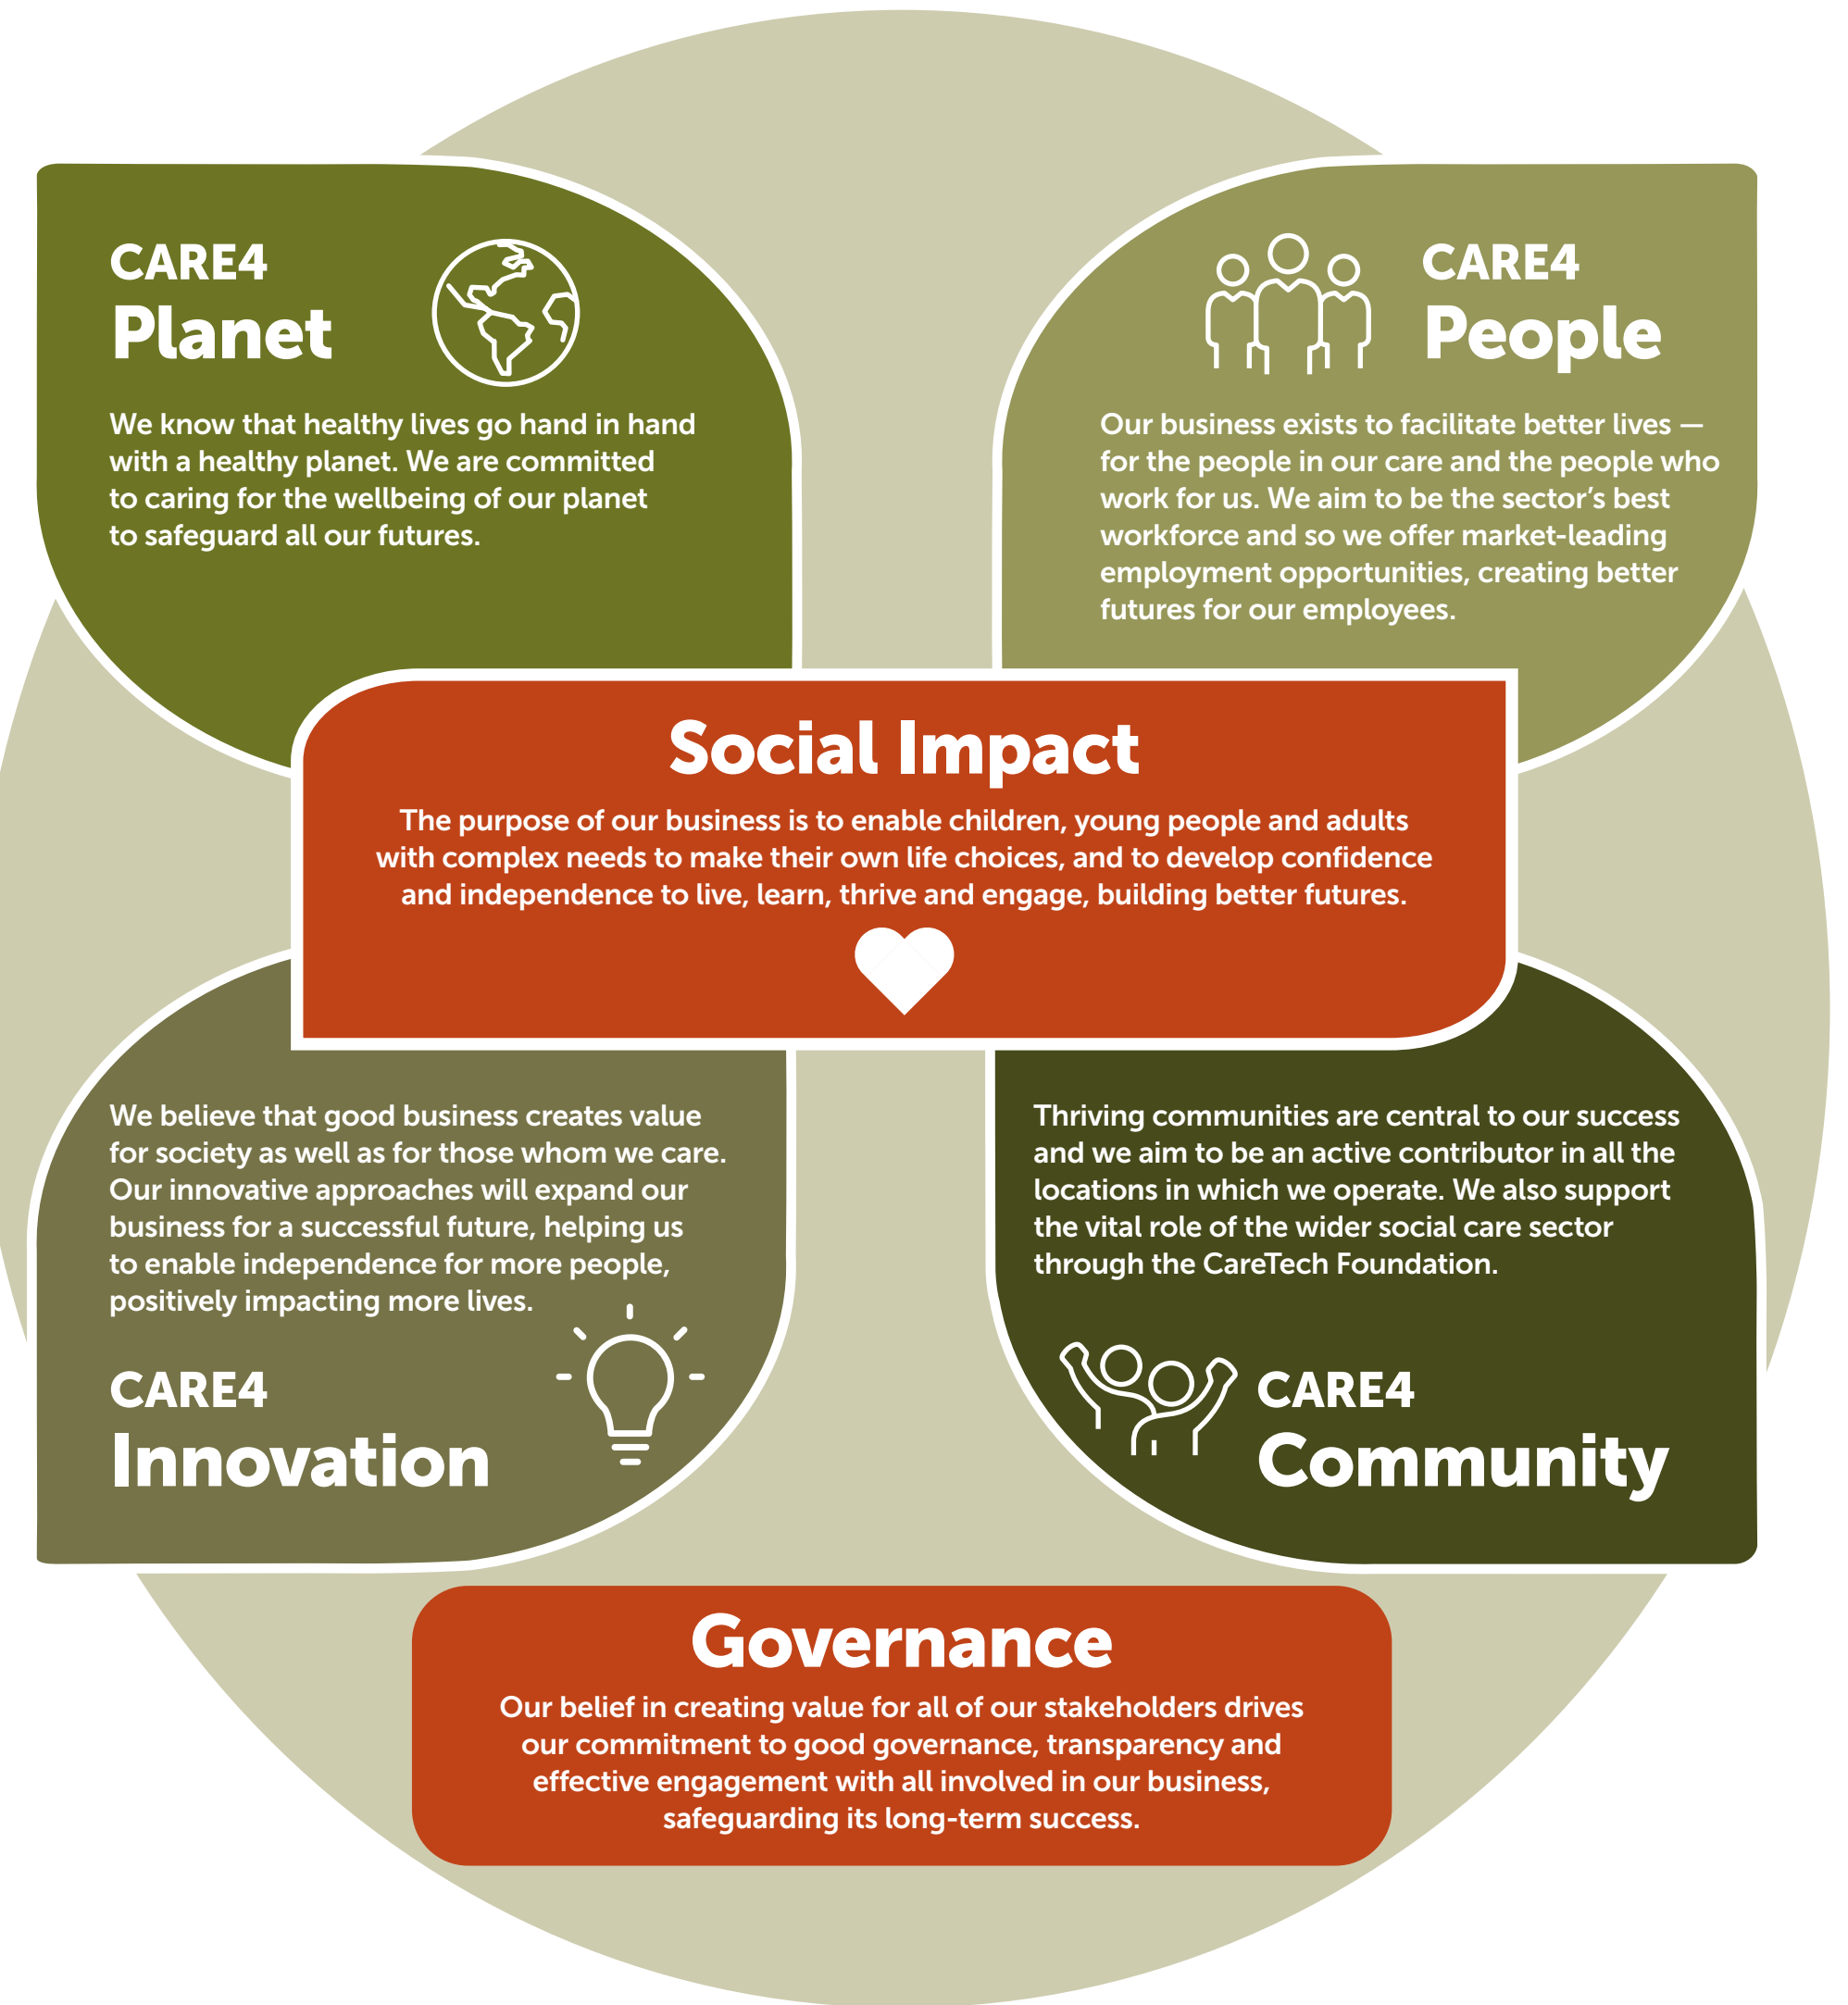 CARE4
Planet
We know that healthy lives go hand in hand
with a healthy planet. We are committed
to caring for the wellbeing of our planet
to safeguard all our futures.
CARE4
People
Our business exists to facilitate better lives —
for the people in our care and the people who
work for us. We aim to be the sector’s best
workforce and so we offer market-leading
employment opportunities, creating better
futures for our employees.
Social Impact
The purpose of our business is to enable children, young people and adults
with complex needs to make their own life choices, and to develop confidence
and independence to live, learn, thrive and engage, building better futures.
We believe that good business creates value
for society as well as for those whom we care.
Our innovative approaches will expand our
business for a successful future, helping us
to enable independence for more people,
positively impacting more lives.
CARE4
Innovation
Thriving communities are central to our success
and we aim to be an active contributor in all the
locations in which we operate. We also support
the vital role of the wider social care sector
through the CareTech Foundation.
CARE4
Community
Governance
Our belief in creating value for all of our stakeholders drives
our commitment to good governance, transparency and
effective engagement with all involved in our business,
safeguarding its long-term success.